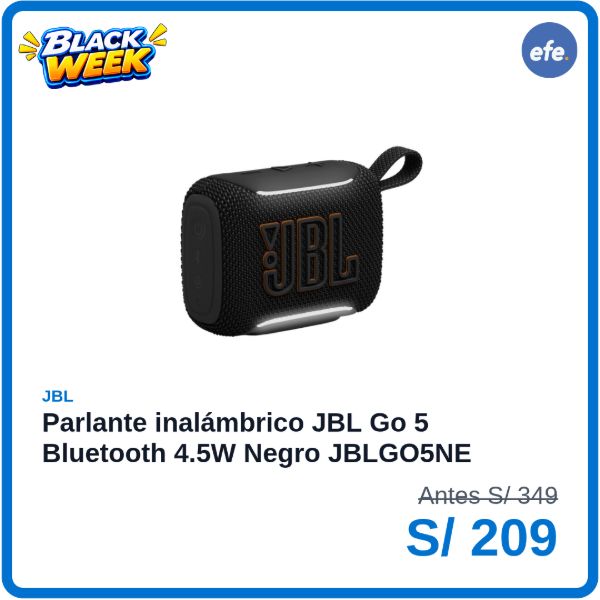 BLACK
WEEK
efe.
JBL
JBL
Parlante inalámbrico JBL Go 5
Bluetooth 4.5W Negro JBLGO5NE
Antes S/ 349
S/ 209